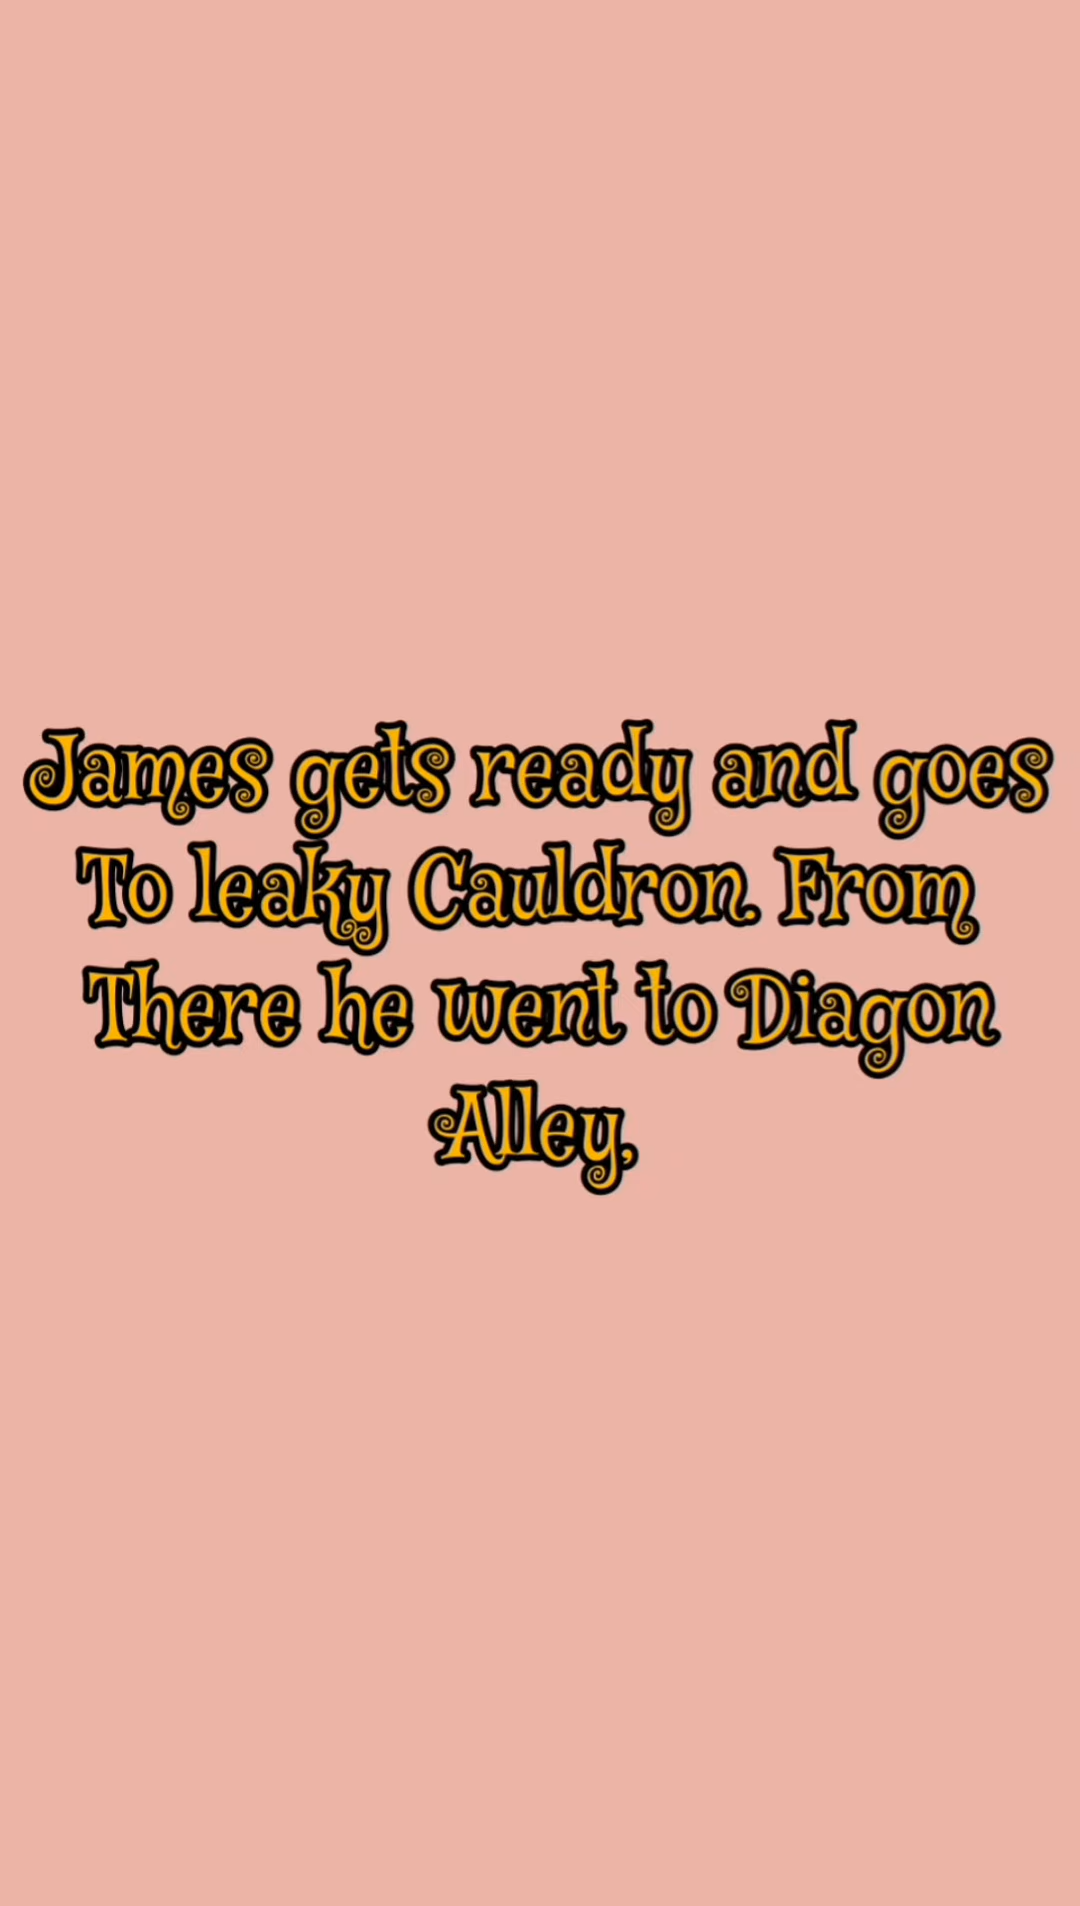 James gets ready and goes
To leaky Cauldron. From
There he went to Diagon
Alley,